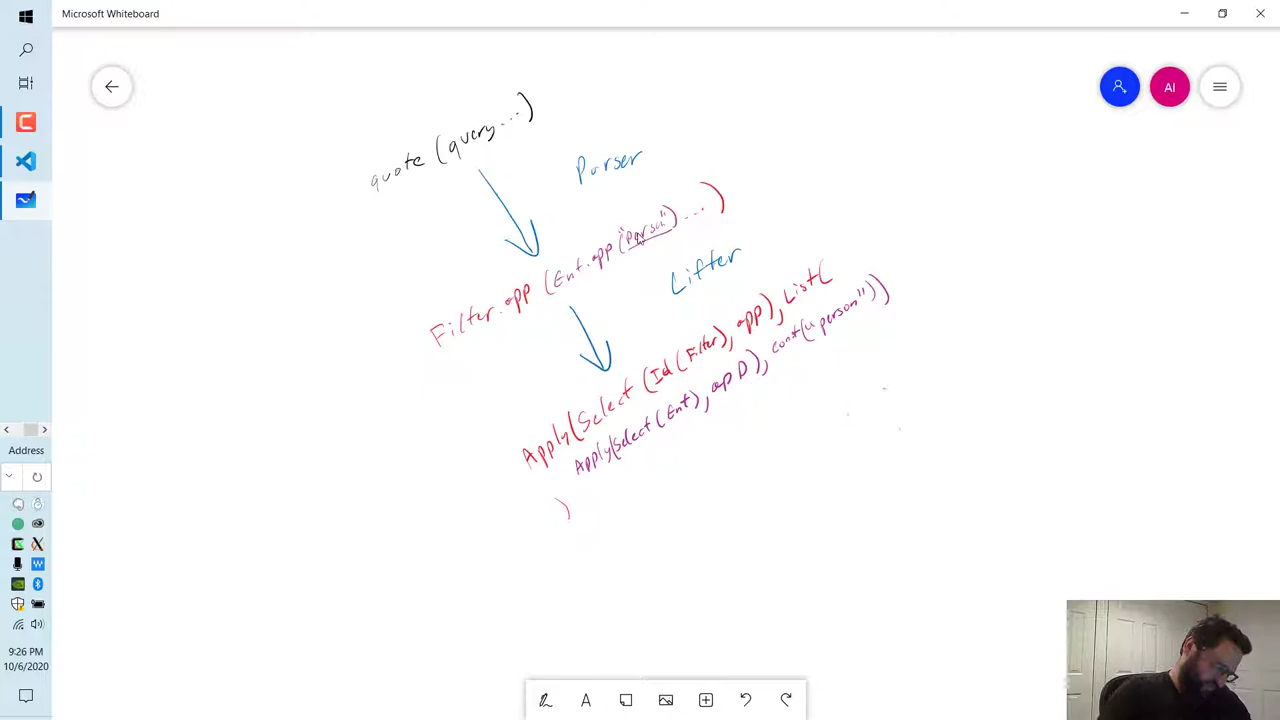 Microsoft Whiteboard
AI
quote (query...)
Parser
Filter.app (Ent.app ("Person") ...)
Lifter
Apply(Select (Id (Filter), app), List(
Apply(Select (Ent), app), const("person"))
)
Address
9:26 PM
10/6/2020
A